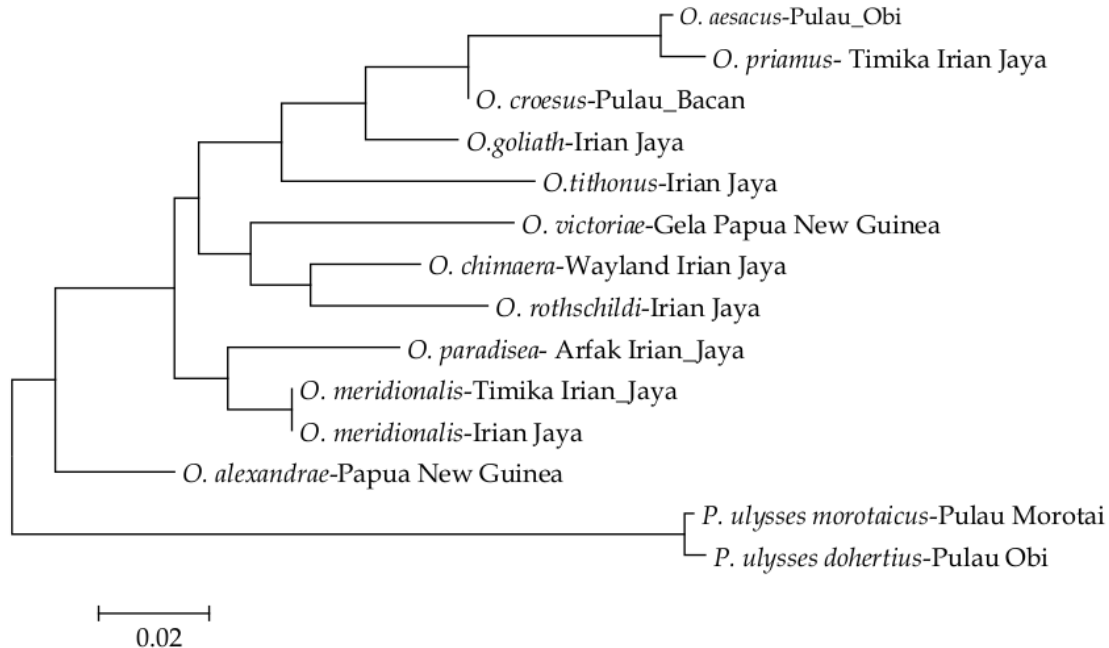 O. aesacus-Pulau_Obi
O. priamus- Timika Irian Jaya
O. croesus-Pulau_Bacan
O.goliath-Irian Jaya
O.tithonus-Irian Jaya
O. victoriae-Gela Papua New Guinea
O. chimaera-Wayland Irian Jaya
O. rothschildi-Irian Jaya
O. paradisea- Arfak Irian_Jaya
O. meridionalis-Timika Irian_Jaya
O. meridionalis-Irian Jaya
O. alexandrae-Papua New Guinea
P. ulysses morotaicus-Pulau Morotai
P. ulysses dohertius-Pulau Obi
0.02